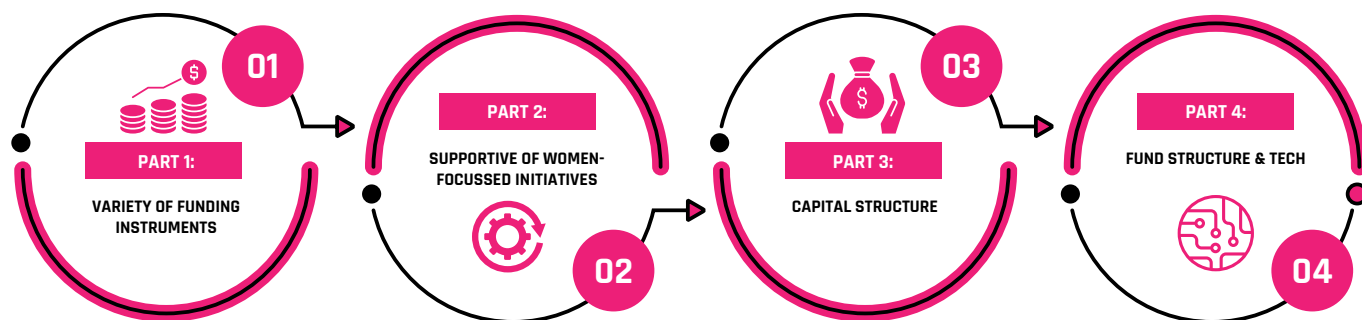 01
$
PART 1:
VARIETY OF FUNDING
INSTRUMENTS
PART 2:
SUPPORTIVE OF WOMEN-
FOCUSSED INITIATIVES
02
03
$
PART 3:
CAPITAL STRUCTURE
PART 4:
FUND STRUCTURE & TECH
04